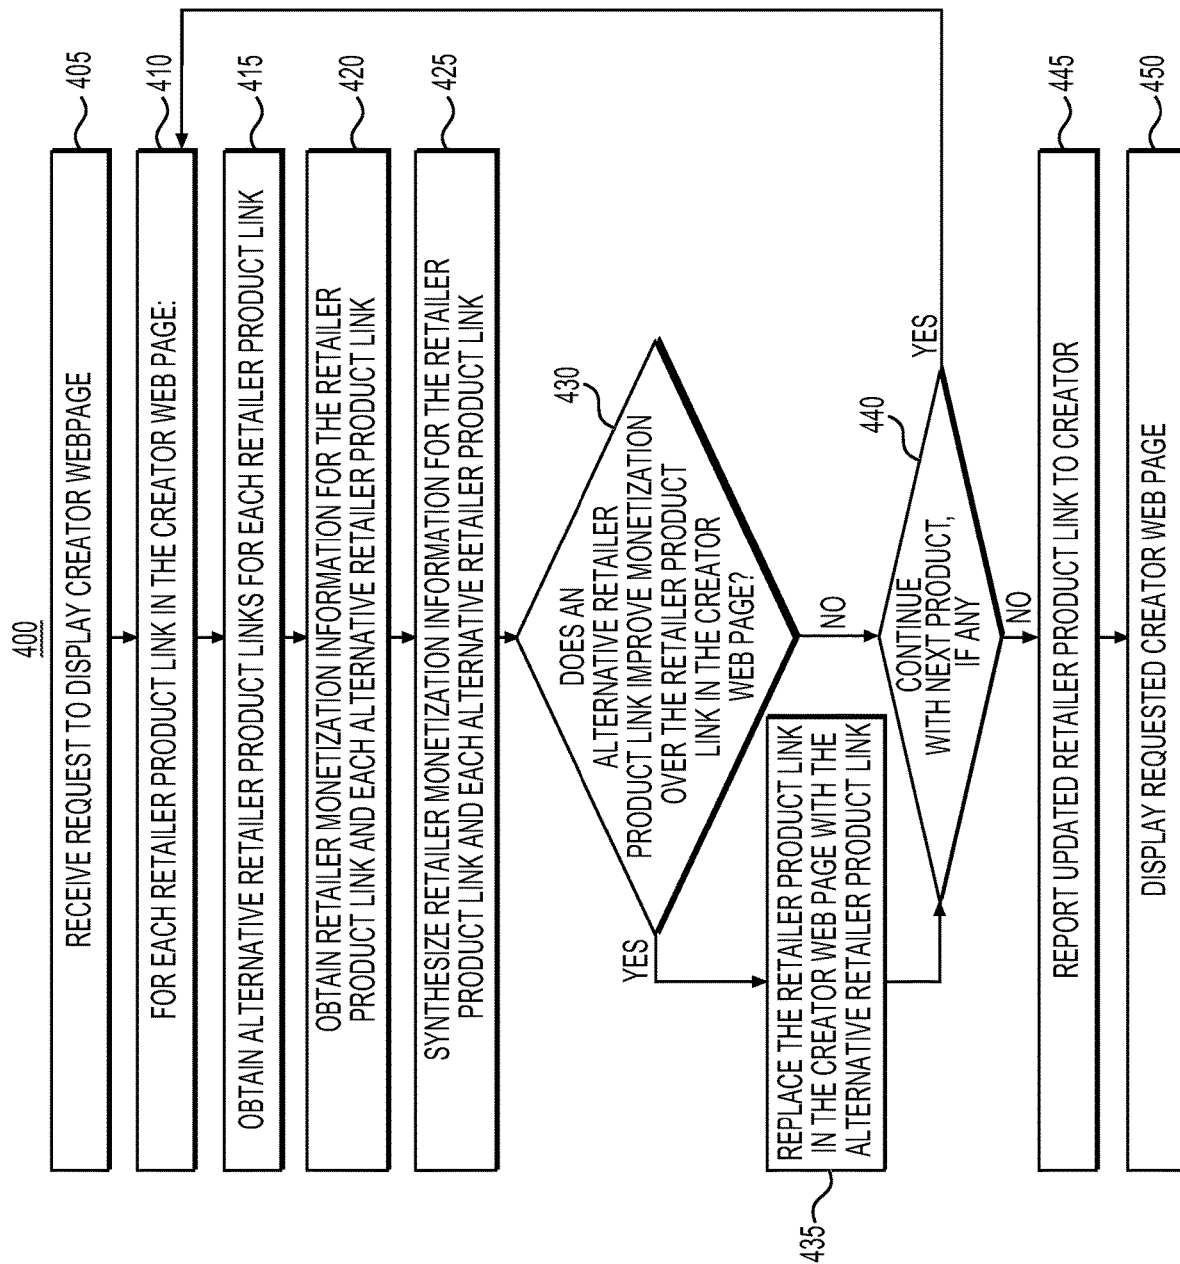 400
RECEIVE REQUEST TO DISPLAY CREATOR WEBPAGE
405
FOR EACH RETAILER PRODUCT LINK IN THE CREATOR WEB PAGE:
410
OBTAIN ALTERNATIVE RETAILER PRODUCT LINKS FOR EACH RETAILER PRODUCT LINK
415
OBTAIN RETAILER MONETIZATION INFORMATION FOR THE RETAILER
PRODUCT LINK AND EACH ALTERNATIVE RETAILER PRODUCT LINK
420
SYNTHESIZE RETAILER MONETIZATION INFORMATION FOR THE RETAILER
PRODUCT LINK AND EACH ALTERNATIVE RETAILER PRODUCT LINK
425
DOES AN
ALTERNATIVE RETAILER
PRODUCT LINK IMPROVE MONETIZATION
OVER THE RETAILER PRODUCT
LINK IN THE CREATOR
WEB PAGE?
430
YES
NO
REPLACE THE RETAILER PRODUCT LINK
IN THE CREATOR WEB PAGE WITH THE
ALTERNATIVE RETAILER PRODUCT LINK
435
CONTINUE
WITH NEXT PRODUCT,
IF ANY
440
YES
NO
REPORT UPDATED RETAILER PRODUCT LINK TO CREATOR
445
DISPLAY REQUESTED CREATOR WEB PAGE
450